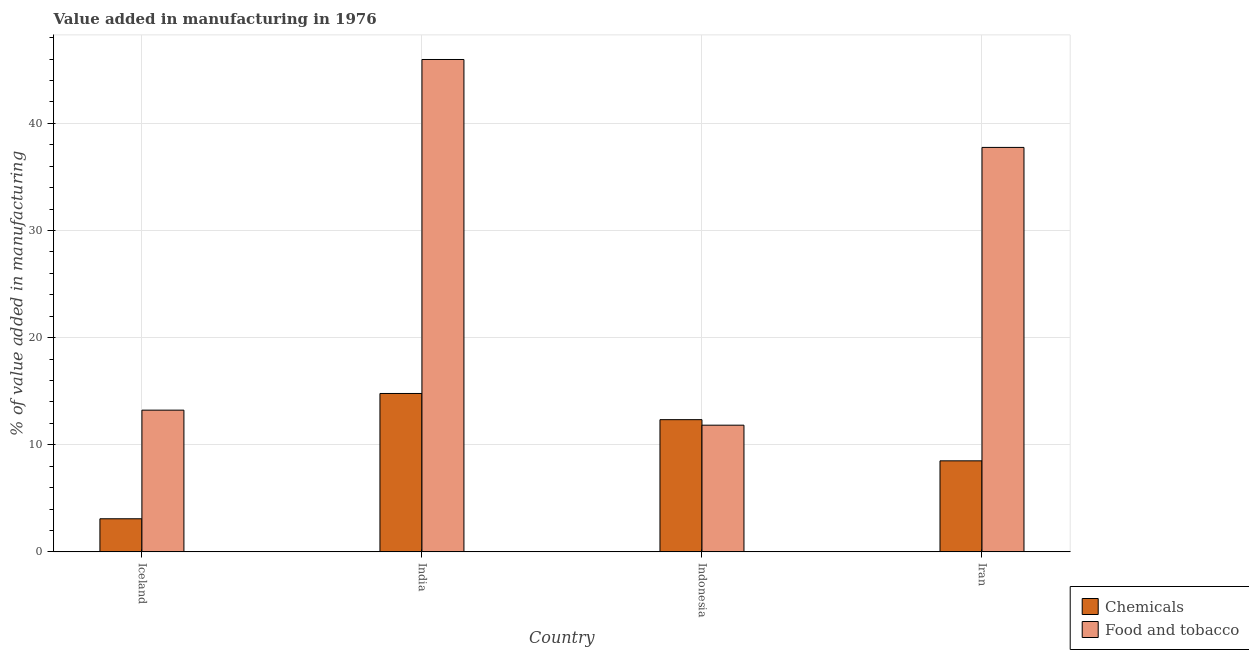 Value added in manufacturing in 1976
% of value added in manufacturing
40
30
20
10
0
Iceland
India
Indonesia
Iran
Country
Chemicals
Food and tobacco